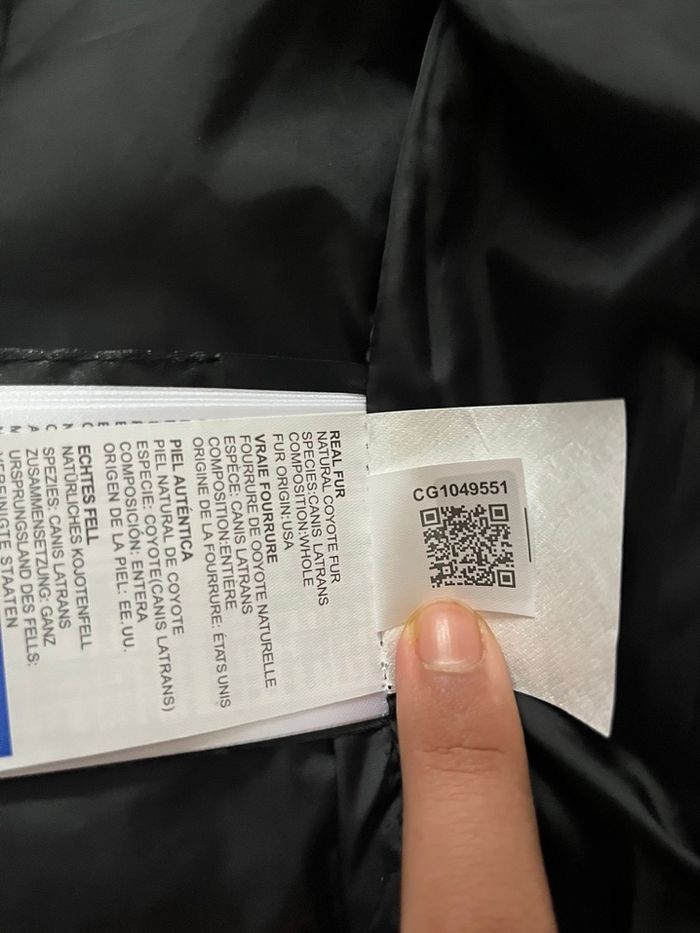 REAL FUR
NATURAL COYOTE FUR
SPECIES:CANIS LATRANS
COMPOSITION:WHOLE
FUR ORIGIN:USA
VRAIE FOURRURE
FOURRURE DE OOYOTE NATURELLE
ESPÈCE: CANIS LATRANS
COMPOSITION:ENTIÈRE
ORIGINE DE LA FOURRURE: ÉTATS UNIS
PIEL AUTÉNTICA
PIEL NATURAL DE COYOTE
ESPECIE: COYOTE(CANIS LATRANS)
COMPOSICIÓN: ENTERA
ORIGEN DE LA PIEL: EE. UU.
ECHTES FELL
NATÜRLICHES KOJOTENFELL
SPEZIES: CANIS LATRANS
ZUSAMMENSETZUNG: GANZ
URSPRUNGSLAND DES FELLS:
VEREINIGTE STAATEN
CG1049551